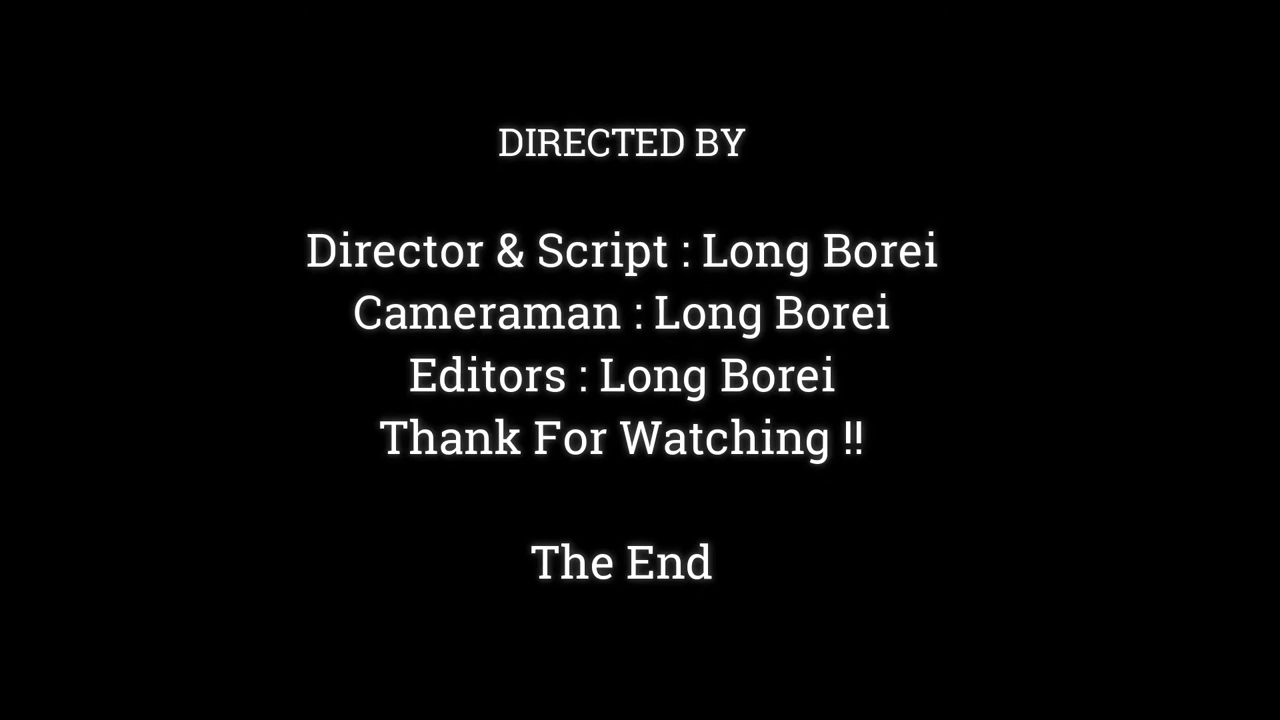 DIRECTED BY
Director & Script : Long Borei
Cameraman : Long Borei
Editors : Long Borei
Thank For Watching !!
The End